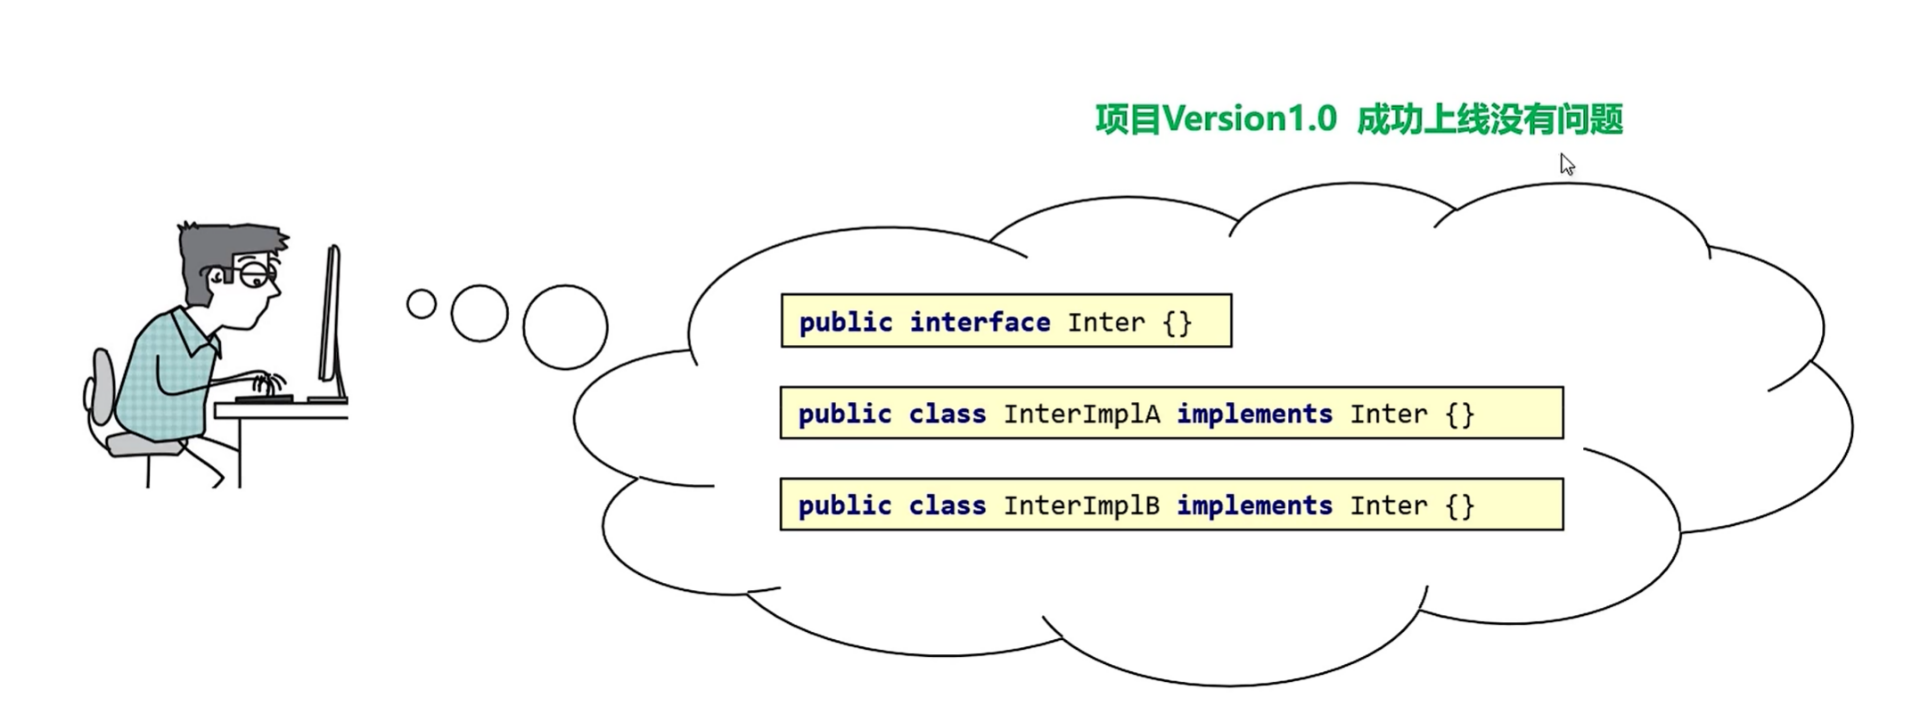 项目Version1.0 成功上线没有问题
public interface Inter {}
public class InterImplA implements Inter {}
public class InterImplB implements Inter {}